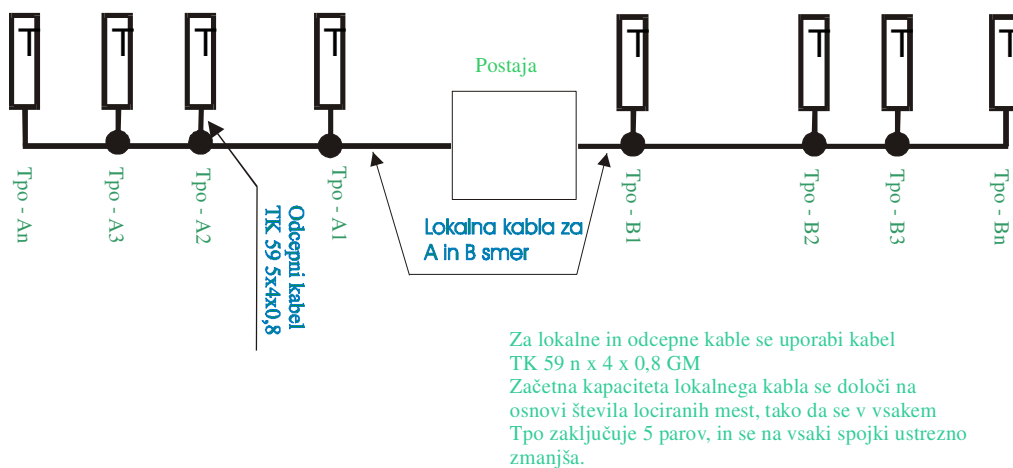 T T T T T T T T
Postaja
Tpo - An
Tpo - A3
Tpo - A2
Tpo - A1
Tpo - B1
Tpo - B2
Tpo - B3
Tpo - Bn
Odcepni kabel
TK 59 5x4x0,8
Lokalna kabla za
A in B smer
Za lokalne in odcepne kable se uporabi kabel
TK 59 n x 4 x 0,8 GM
Začetna kapaciteta lokalnega kabla se določi na
osnovi števila lociranih mest, tako da se v vsakem
Tpo zaključuje 5 parov, in se na vsaki spojki ustrezno
zmanjša.